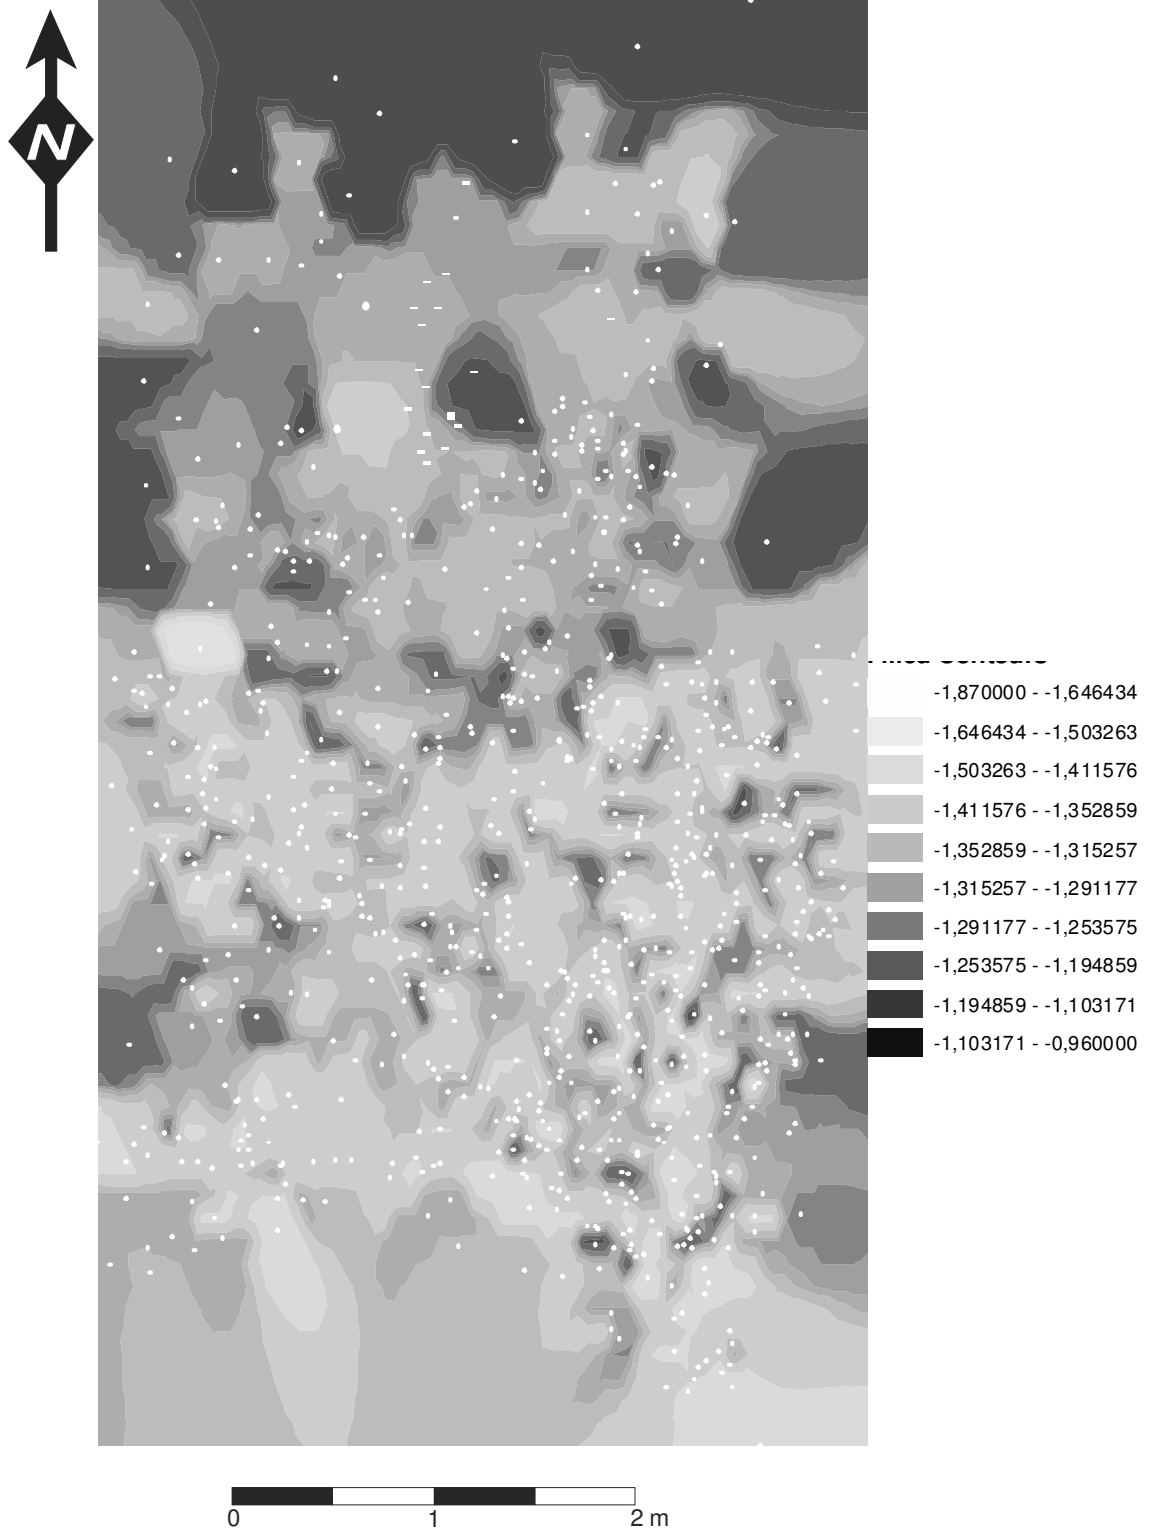 N
-1,870000 - -1,646434
-1,646434 - -1,503263
-1,503263 - -1,411576
-1,411576 - -1,352859
-1,352859 - -1,315257
-1,315257 - -1,291177
-1,291177 - -1,253575
-1,253575 - -1,194859
-1,194859 - -1,103171
-1,103171 - -0,960000
0 1 2 m